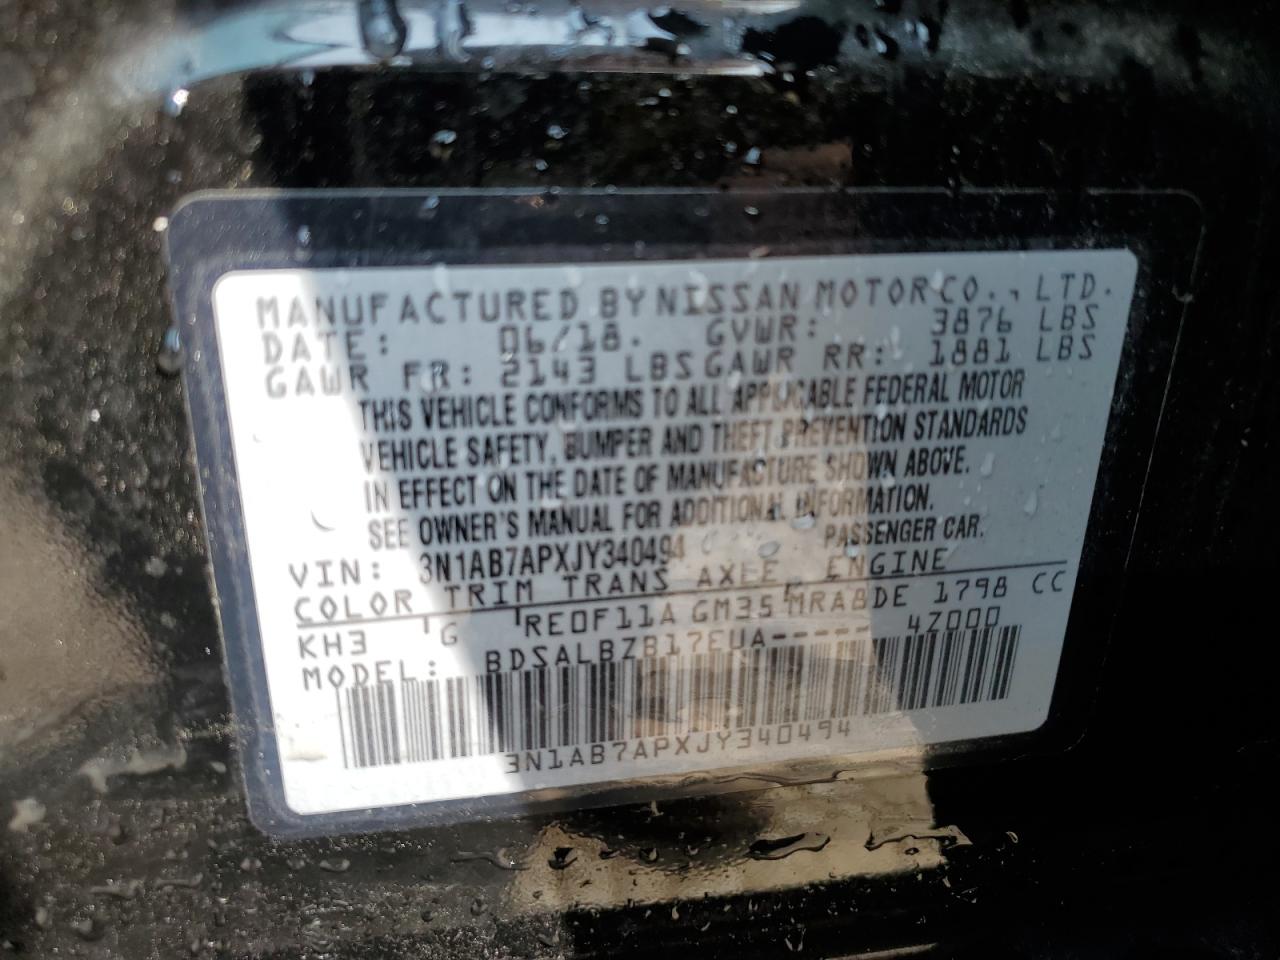 MANUFACTURED BY NISSAN MOTOR CO., LTD.
DATE: 06/18. GVWR: 3876 LBS
GAWR FR: 2143 LBS GAWR RR: 1881 LBS
THIS VEHICLE CONFORMS TO ALL APPLICABLE FEDERAL MOTOR
VEHICLE SAFETY, BUMPER AND THEFT PREVENTION STANDARDS
IN EFFECT ON THE DATE OF MANUFACTURE SHOWN ABOVE.
SEE OWNER'S MANUAL FOR ADDITIONAL INFORMATION.
VIN: 3N1AB7APXJY340494 PASSENGER CAR.
COLOR TRIM TRANS AXLE ENGINE
KH3 G RE0F11A GM35 MRA8DE 1798 CC
MODEL: BDSALBZB17EUA----- 4Z000
3N1AB7APXJY340494